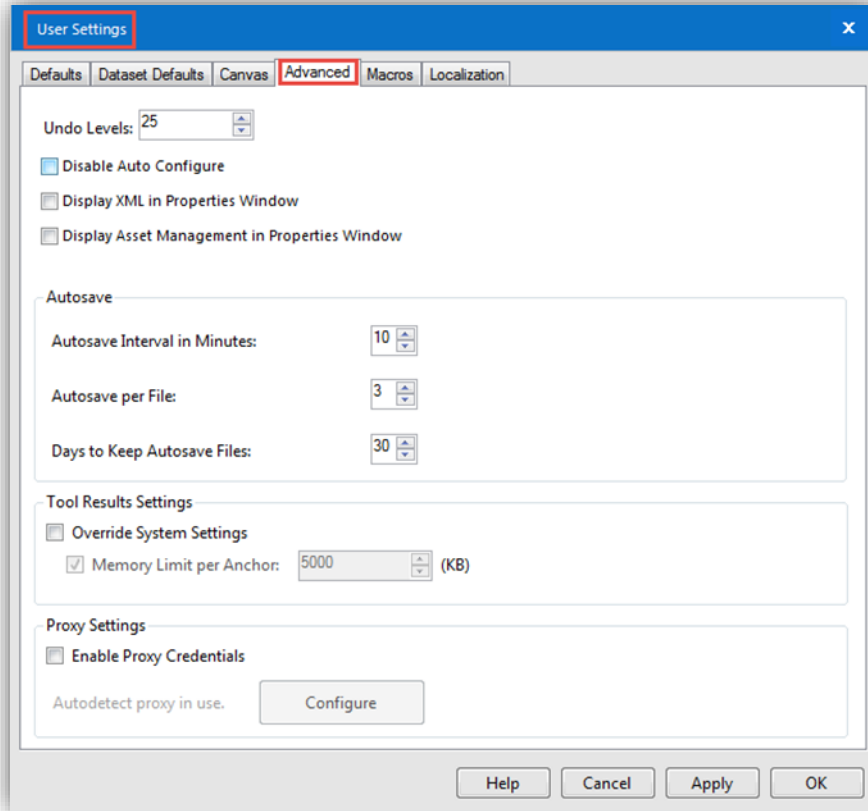 User Settings
x
Defaults Dataset Defaults Canvas Advanced Macros Localization
Undo Levels: 25
Disable Auto Configure
Display XML in Properties Window
Display Asset Management in Properties Window
Autosave
Autosave Interval in Minutes: 10
Autosave per File: 3
Days to Keep Autosave Files: 30
Tool Results Settings
Override System Settings
Memory Limit per Anchor: 5000 (KB)
Proxy Settings
Enable Proxy Credentials
Autodetect proxy in use. Configure
Help Cancel Apply OK